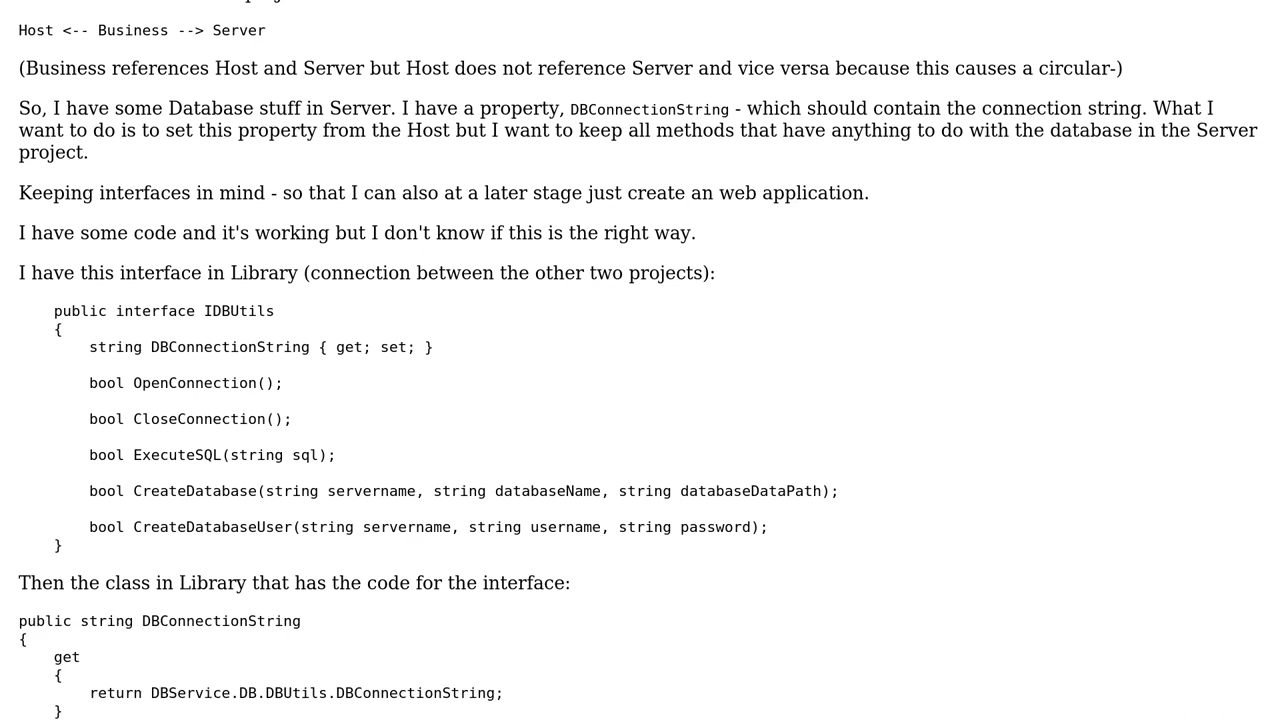 Host <-- Business --> Server
(Business references Host and Server but Host does not reference Server and vice versa because this causes a circular-)
So, I have some Database stuff in Server. I have a property, DBConnectionString - which should contain the connection string. What I
want to do is to set this property from the Host but I want to keep all methods that have anything to do with the database in the Server
project.
Keeping interfaces in mind - so that I can also at a later stage just create an web application.
I have some code and it's working but I don't know if this is the right way.
I have this interface in Library (connection between the other two projects):
    public interface IDBUtils
    {
        string DBConnectionString { get; set; }
        bool OpenConnection();
        bool CloseConnection();
        bool ExecuteSQL(string sql);
        bool CreateDatabase(string servername, string databaseName, string databaseDataPath);
        bool CreateDatabaseUser(string servername, string username, string password);
    }
Then the class in Library that has the code for the interface:
public string DBConnectionString
{
    get
    {
        return DBService.DB.DBUtils.DBConnectionString;
    }